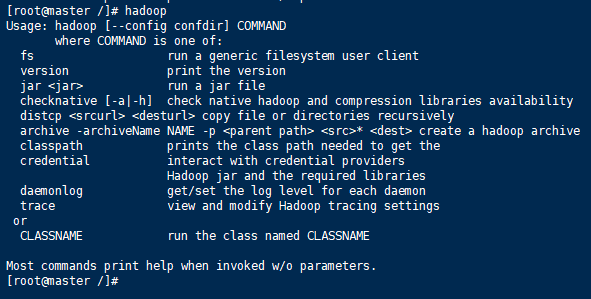 [root@master /]# hadoop
Usage: hadoop [--config confdir] COMMAND
       where COMMAND is one of:
  fs                   run a generic filesystem user client
  version              print the version
  jar <jar>            run a jar file
  checknative [-a|-h]  check native hadoop and compression libraries availability
  distcp <srcurl> <desturl> copy file or directories recursively
  archive -archiveName NAME -p <parent path> <src>* <dest> create a hadoop archive
  classpath            prints the class path needed to get the
  credential           interact with credential providers
                       Hadoop jar and the required libraries
  daemonlog            get/set the log level for each daemon
  trace                view and modify Hadoop tracing settings
 or
  CLASSNAME            run the class named CLASSNAME

Most commands print help when invoked w/o parameters.
[root@master /]#